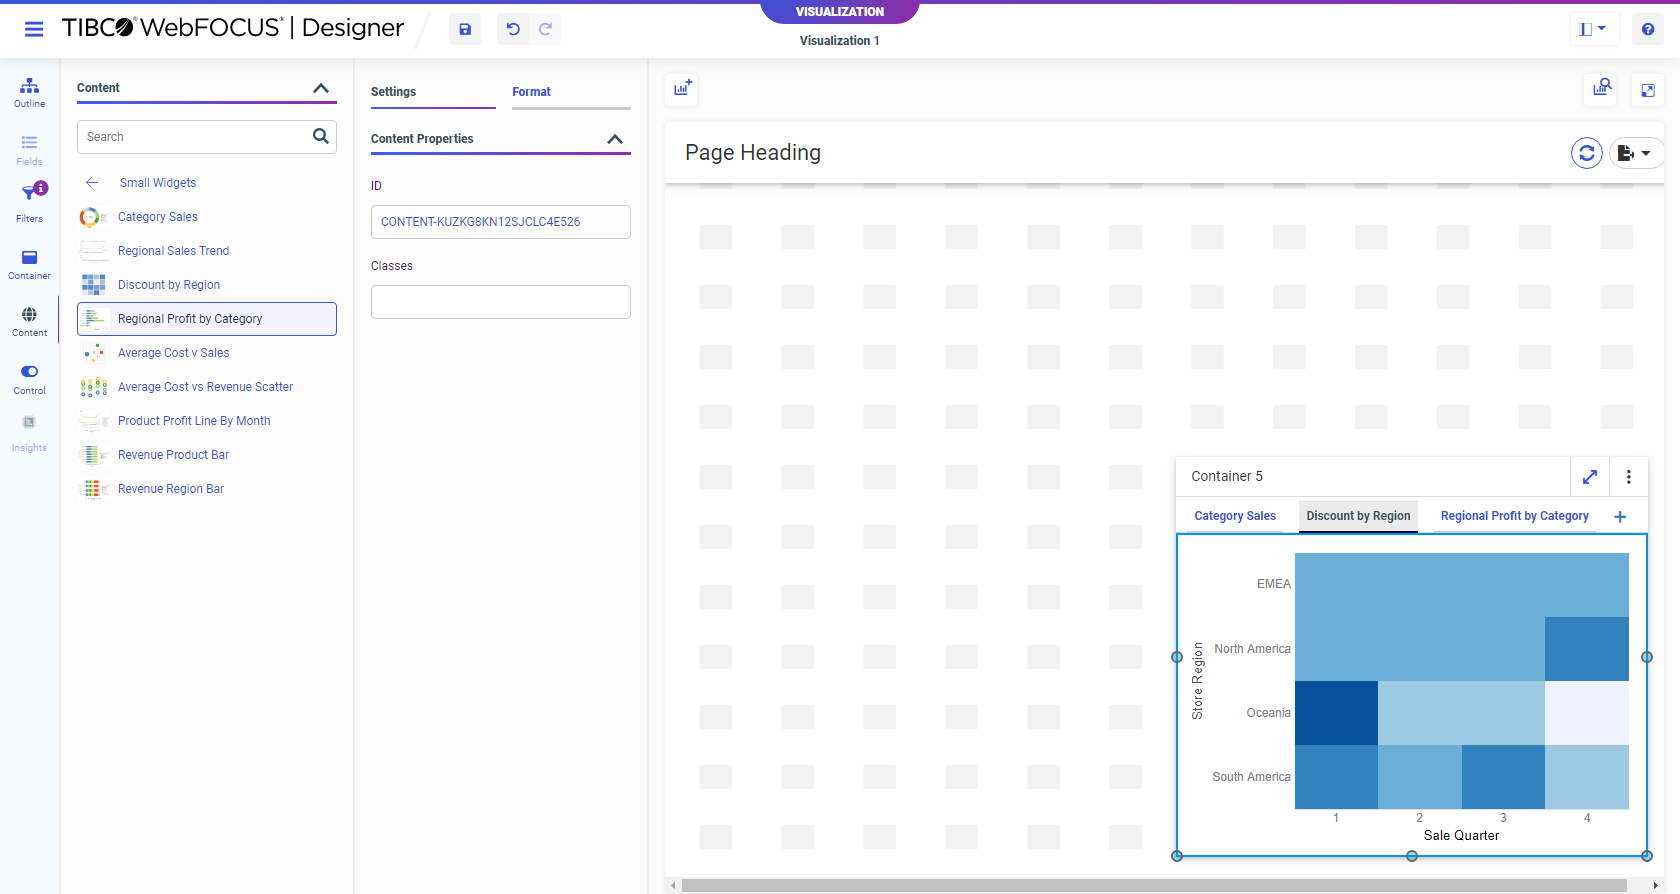 VISUALIZATION
TIBCO® WebFOCUS® | Designer
Visualization 1
Outline
Fields
Filters
Container
Content
Control
Insights
Content
Search
Small Widgets
Category Sales
Regional Sales Trend
Discount by Region
Regional Profit by Category
Average Cost v Sales
Average Cost vs Revenue Scatter
Product Profit Line By Month
Revenue Product Bar
Revenue Region Bar
Settings
Format
Content Properties
ID
CONTENT-KUZKG8KN12SJCLC4E526
Classes
Page Heading
Container 5
Category Sales
Discount by Region
Regional Profit by Category
Store Region
EMEA
North America
Oceania
South America
1 2 3 4
Sale Quarter